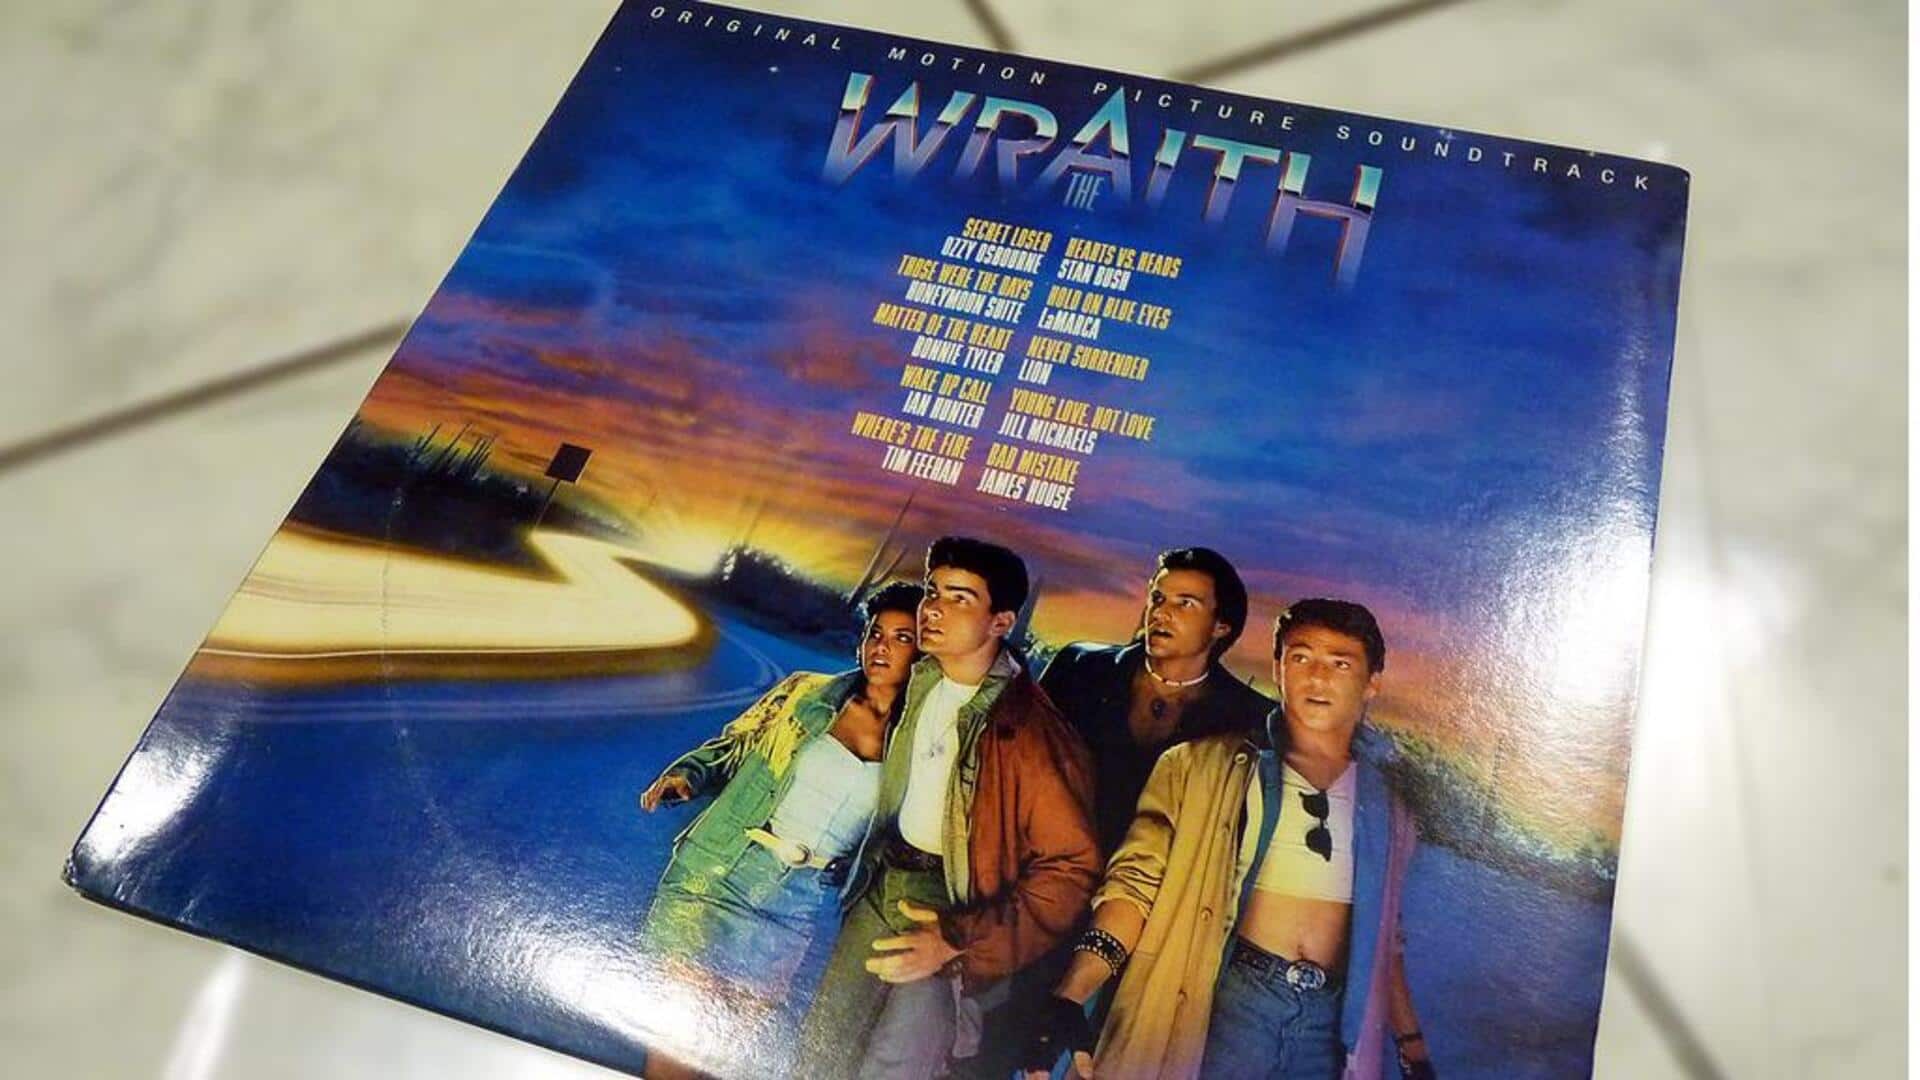 ORIGINAL MOTION PICTURE SOUNDTRACK
WRAITH
THE
SECRET LOSER HEARTS VS. HEADS
OZZY OSBOURNE STAN BUSH
THOSE WERE THE DAYS HOLD ON BLUE EYES
HONEYMOON SUITE LaMARCA
MATTER OF THE HEART NEVER SURRENDER
BONNIE TYLER LION
WAKE UP CALL YOUNG LOVE, HOT LOVE
IAN HUNTER JILL MICHAELS
WHERE'S THE FIRE BAD MISTAKE
TIM FEEHAN JAMES HOUSE